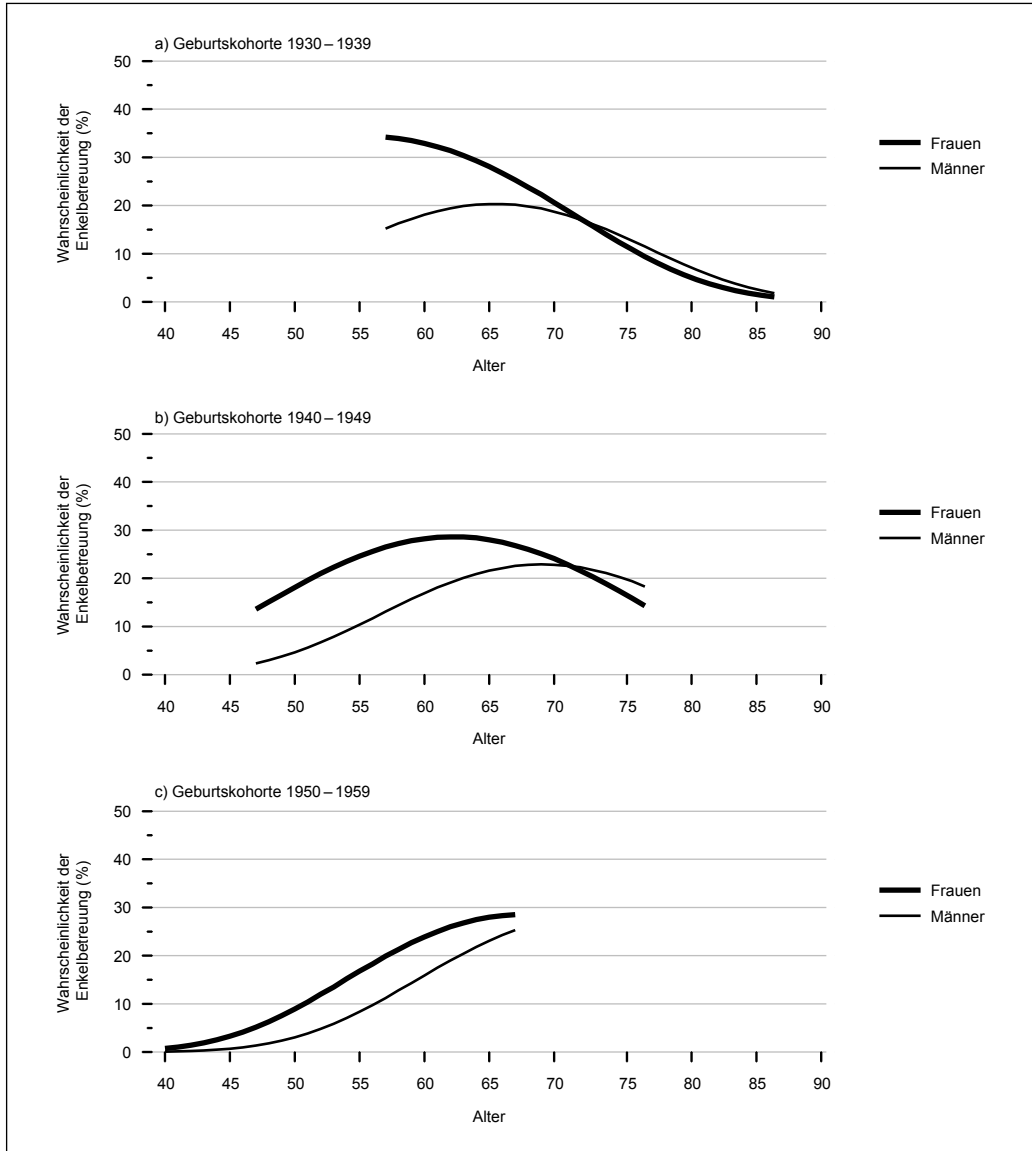 a) Geburtskohorte 1930 – 1939
Wahrscheinlichkeit der
Enkelbetreuung (%)
50
40
30
20
10
0
40 45 50 55 60 65 70 75 80 85 90
Alter
Frauen
Männer
b) Geburtskohorte 1940 – 1949
Wahrscheinlichkeit der
Enkelbetreuung (%)
50
40
30
20
10
0
40 45 50 55 60 65 70 75 80 85 90
Alter
Frauen
Männer
c) Geburtskohorte 1950 – 1959
Wahrscheinlichkeit der
Enkelbetreuung (%)
50
40
30
20
10
0
40 45 50 55 60 65 70 75 80 85 90
Alter
Frauen
Männer